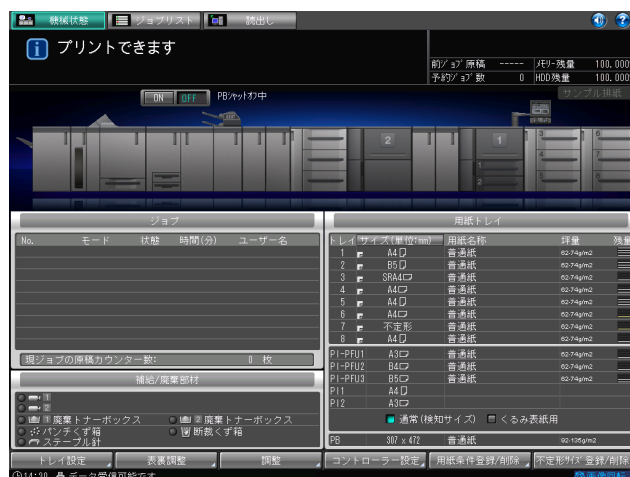 機械状態 ジョブリスト 読出し
プリントできます
前ジョブ原稿 ----- メモリー残量 100.000
予約ジョブ数 0 HDD残量 100.000
ON OFF PBシャットオフ中 サンプル排紙
2 1 3 6
4 7
1 5 8
2
ジョブ
No. モード 状態 時間(分) ユーザー名
現ジョブの原稿カウンター数: 0 枚
補給/廃棄部材
1
2
1 廃棄トナーボックス 2 廃棄トナーボックス
パンチくず箱 断裁くず箱
ステープル針
用紙トレイ
トレイ サイズ(単位:mm) 用紙名称 坪量 残量
1 A4 普通紙 62-74g/m2
2 B5 普通紙 62-74g/m2
3 SRA4 普通紙 62-74g/m2
4 A4 普通紙 62-74g/m2
5 A4 普通紙 62-74g/m2
6 A4 普通紙 62-74g/m2
7 不定形 普通紙 62-74g/m2
8 A4 普通紙 62-74g/m2
PI-PFU1 A3 普通紙 62-74g/m2
PI-PFU2 B4 普通紙 62-74g/m2
PI-PFU3 B5 普通紙 62-74g/m2
PI1 A4
PI2 A3
通常(検知サイズ) くるみ表紙用
PB 307 x 472 普通紙 92-135g/m2
トレイ設定 表裏調整 調整 コントローラー設定 用紙条件登録/削除 不定形サイズ登録/削除
14:30 データ受信可能です 画像回転